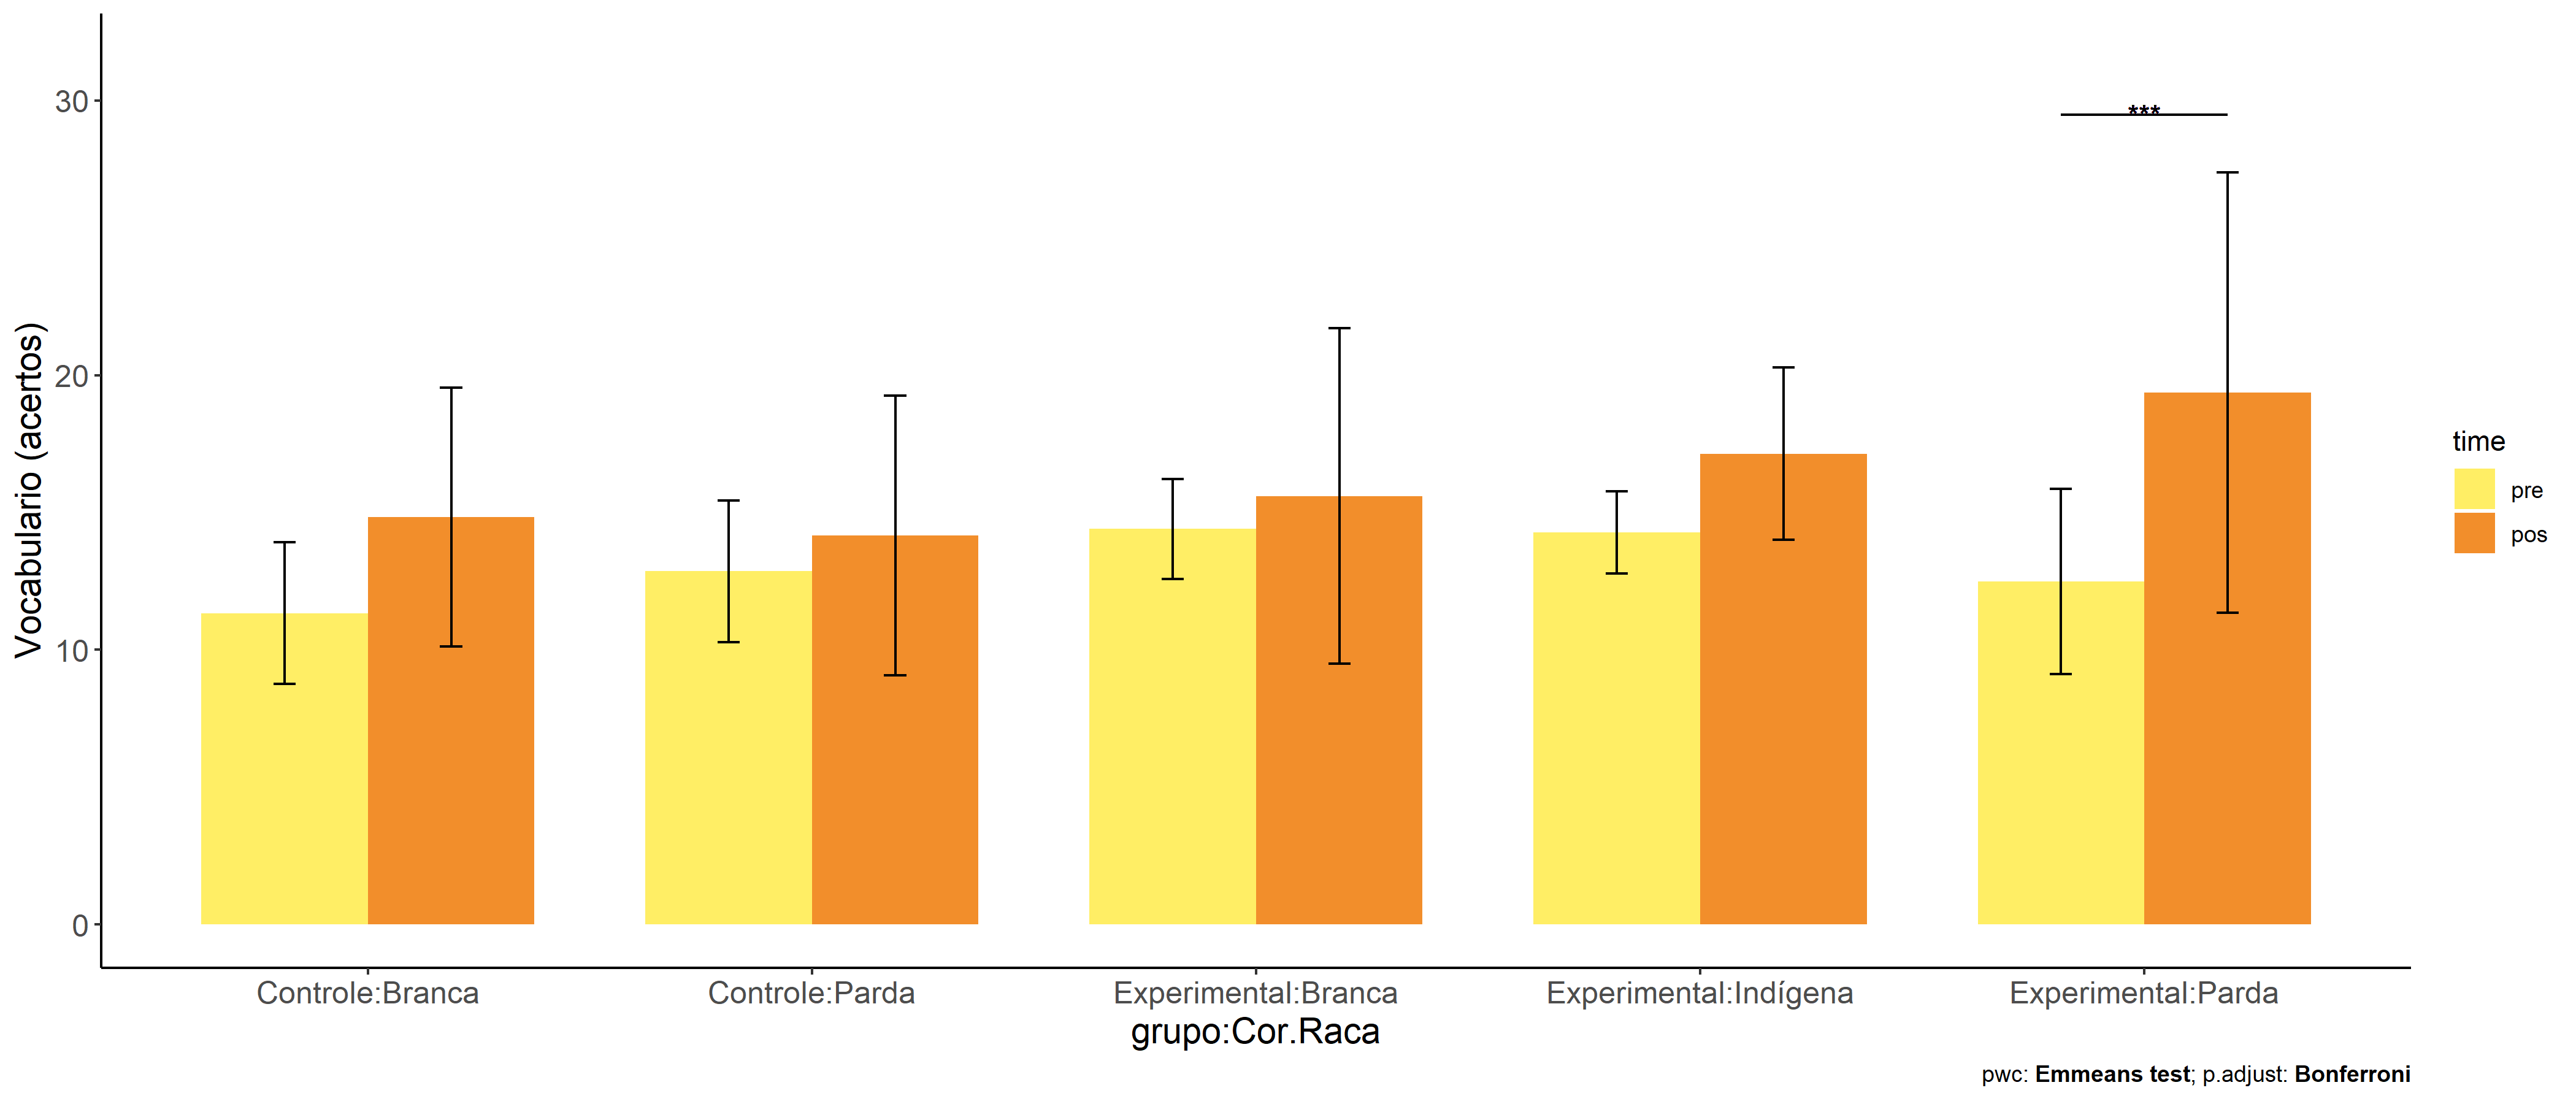 Vocabulario (acertos)
30
20
10
0
***
Controle:Branca
Controle:Parda
Experimental:Branca
Experimental:Indígena
Experimental:Parda
grupo:Cor.Raca
time
pre
pos
pwc: Emmeans test; p.adjust: Bonferroni